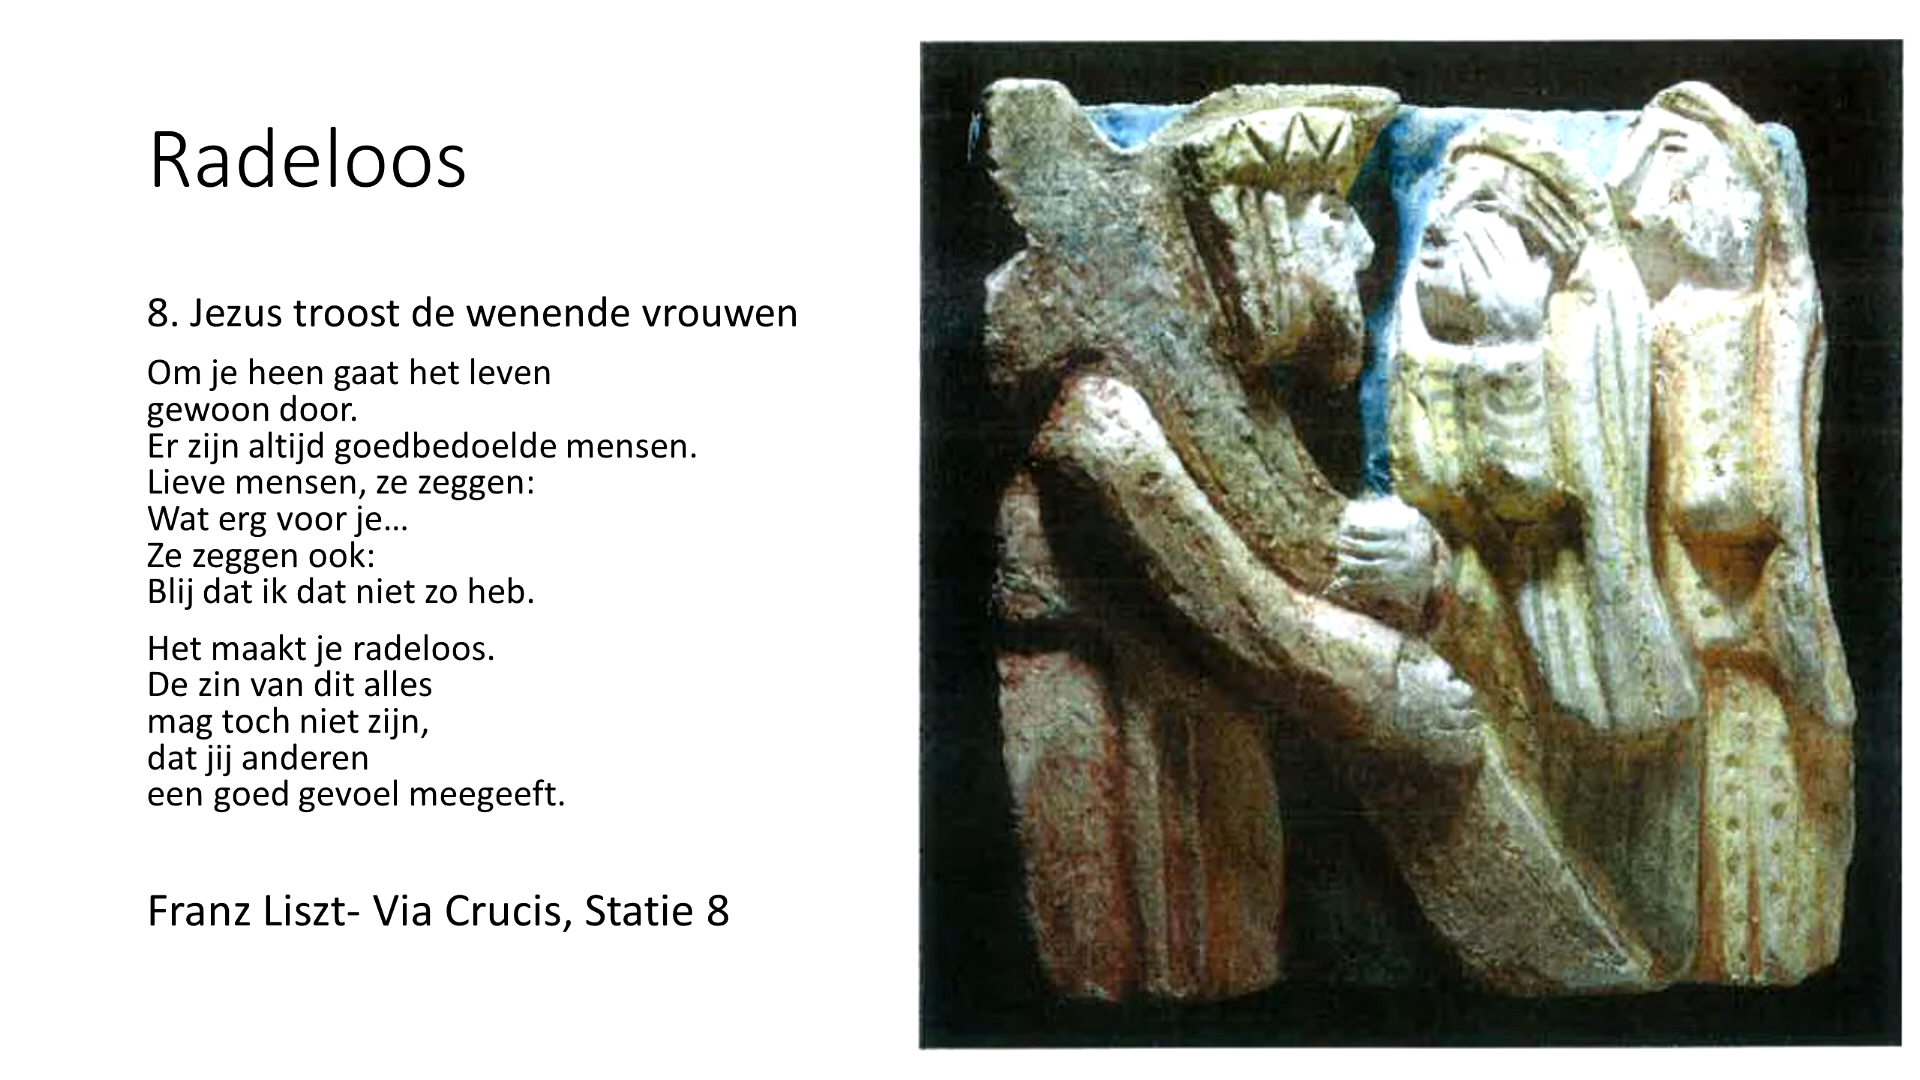 Radeloos
8. Jezus troost de wenende vrouwen
Om je heen gaat het leven
gewoon door.
Er zijn altijd goedbedoelde mensen.
Lieve mensen, ze zeggen:
Wat erg voor je...
Ze zeggen ook:
Blij dat ik dat niet zo heb.
Het maakt je radeloos.
De zin van dit alles
mag toch niet zijn,
dat jij anderen
een goed gevoel meegeeft.
Franz Liszt- Via Crucis, Statie 8